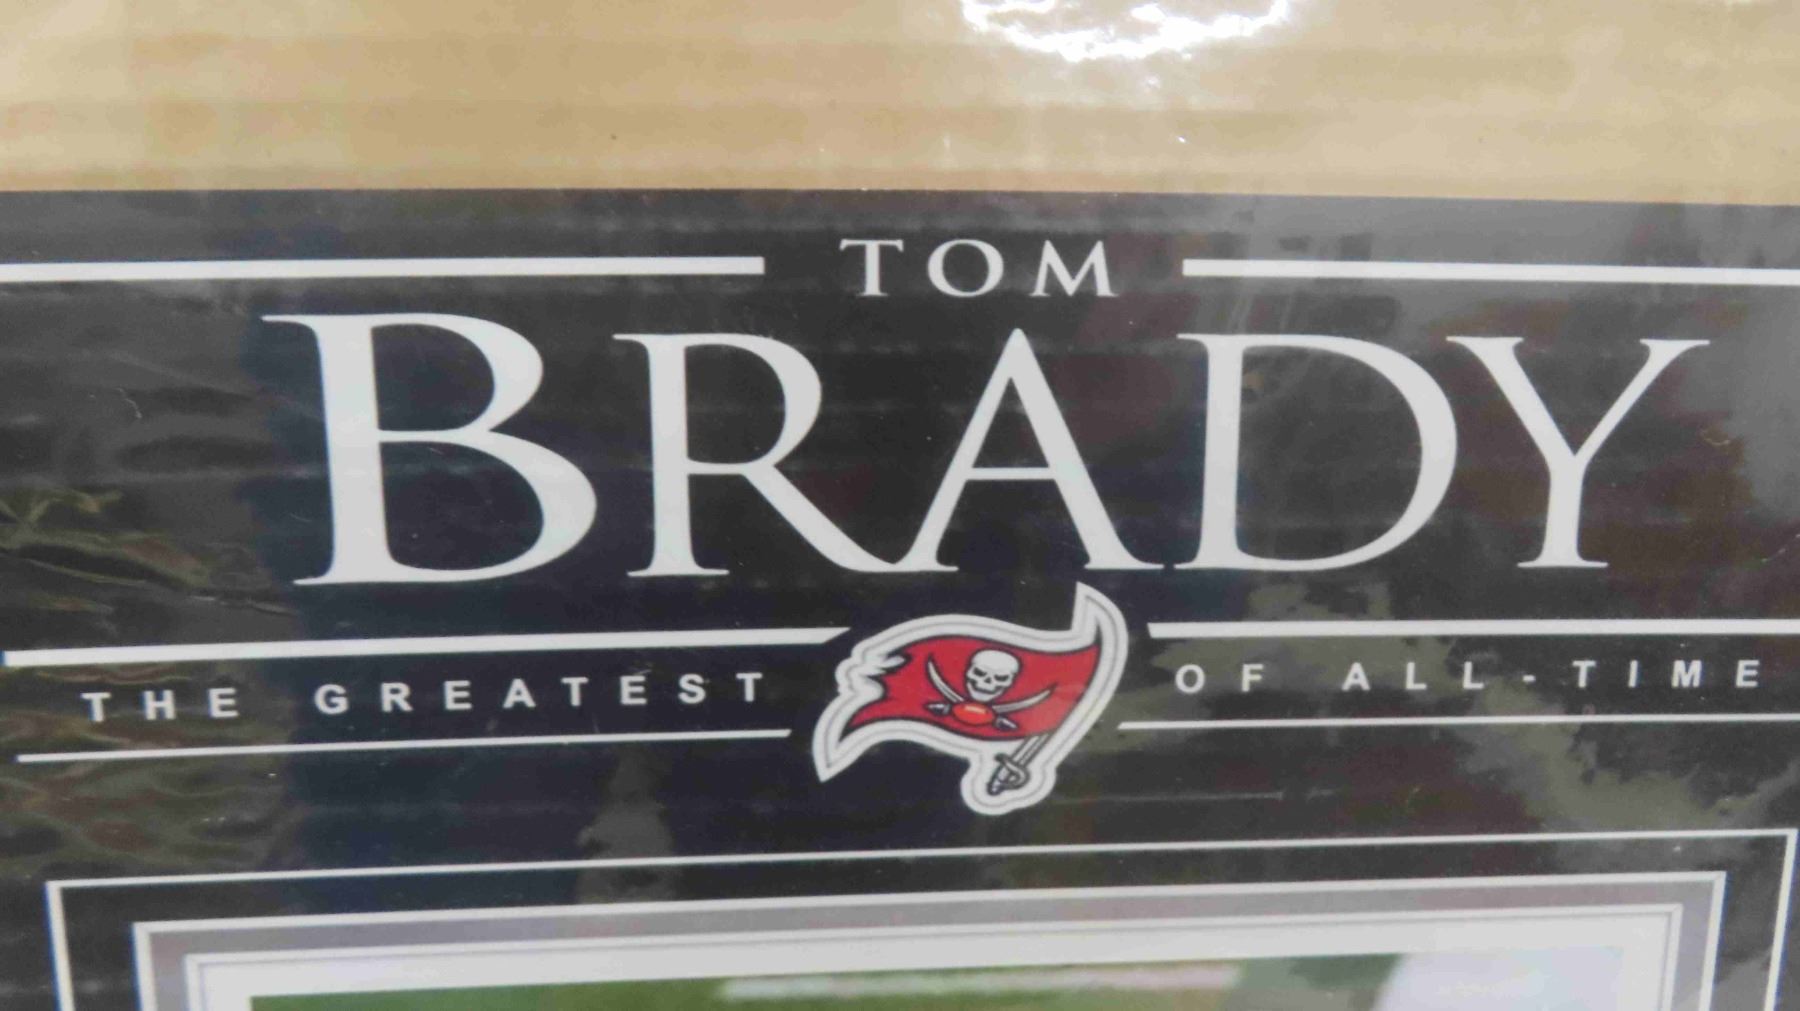 TOM
BRADY
THE GREATEST OF ALL-TIME